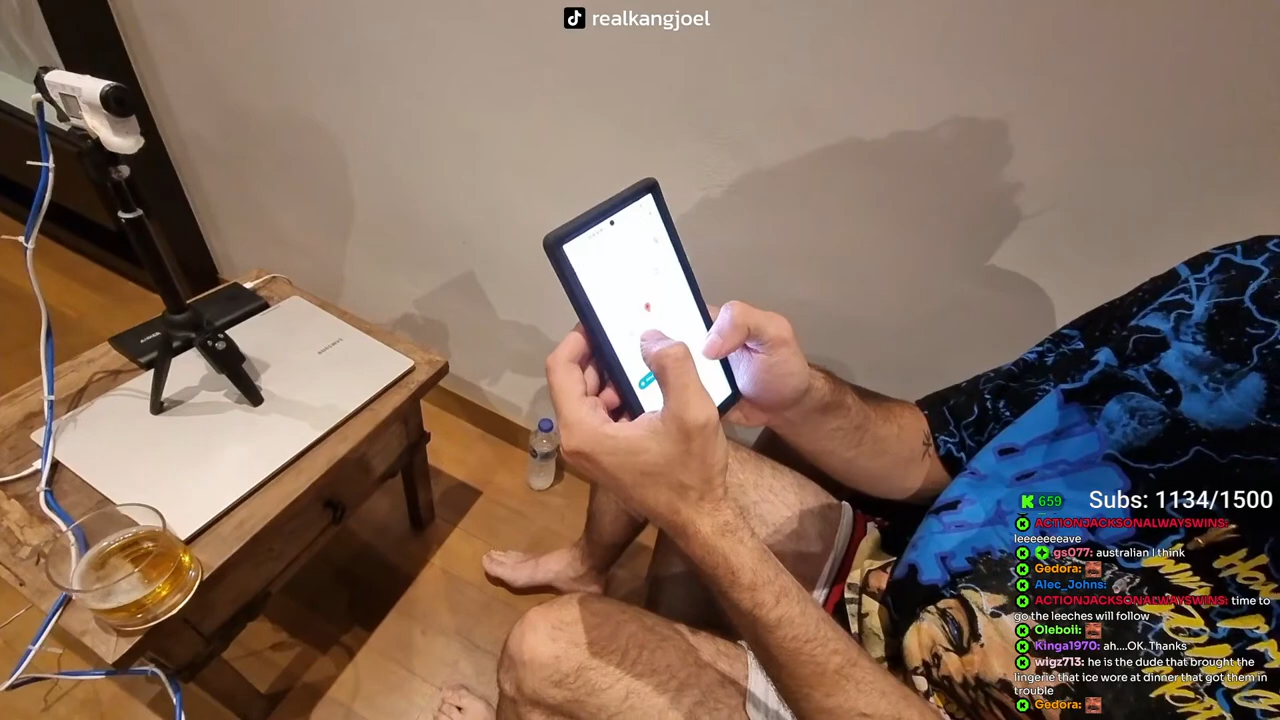 realkangjoel
K 659 Subs: 1134/1500
ACTIONJACKSONALWAYSWINS:
leeeeeeave
gs077: australian I think
Gedora:
Alec_Johns:
ACTIONJACKSONALWAYSWINS: time to
go the leeches will follow
Oleboii:
Kinga1970: ah....OK. Thanks
wigz713: he is the dude that brought the
lingerie that ice wore at dinner that got them in
trouble
Gedora: